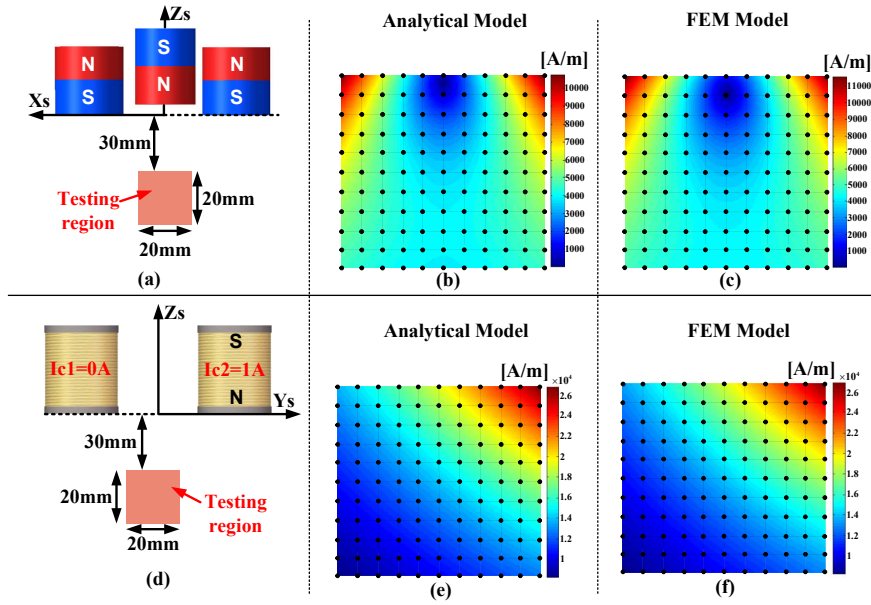 Zs
S
N
N
N
S
S
Xs
30mm
Testing
region
20mm
20mm
(a)
Analytical Model
[A/m]
10000
9000
8000
7000
6000
5000
4000
3000
2000
1000
(b)
FEM Model
[A/m]
11000
10000
9000
8000
7000
6000
5000
4000
3000
2000
1000
(c)
Zs
Ic1=0A
S
Ic2=1A
N
Ys
30mm
20mm
Testing
region
20mm
(d)
Analytical Model
[A/m]
×10⁴
2.6
2.4
2.2
2
1.8
1.6
1.4
1.2
1
(e)
FEM Model
[A/m]
×10⁴
2.6
2.4
2.2
2
1.8
1.6
1.4
1.2
1
(f)